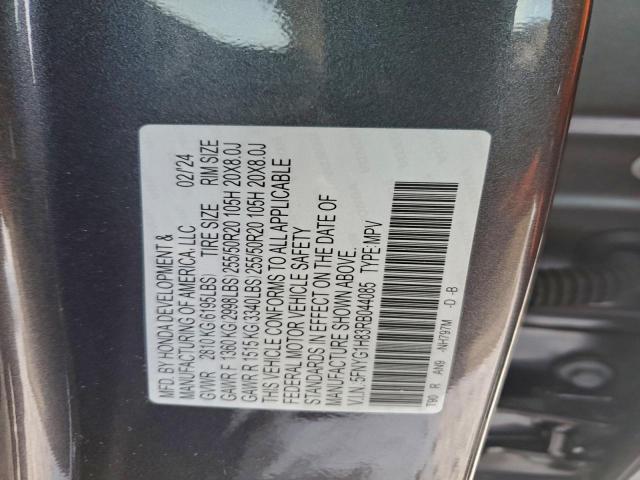 MFD. BY HONDA DEVELOPMENT &
MANUFACTURING OF AMERICA, LLC 02/'24
GVWR 2810 KG(6195LBS) TIRE SIZE RIM SIZE
GAWR F 1360 KG(2998LBS) 255/50R20 105H 20X8.0J
GAWR R 1515 KG(3340LBS) 255/50R20 105H 20X8.0J
THIS VEHICLE CONFORMS TO ALL APPLICABLE
FEDERAL MOTOR VEHICLE SAFETY
STANDARDS IN EFFECT ON THE DATE OF
MANUFACTURE SHOWN ABOVE.
V.I.N.:5FNYG1H83RB044085 TYPE:MPV
T90 R AN9 -NH797M -D -B